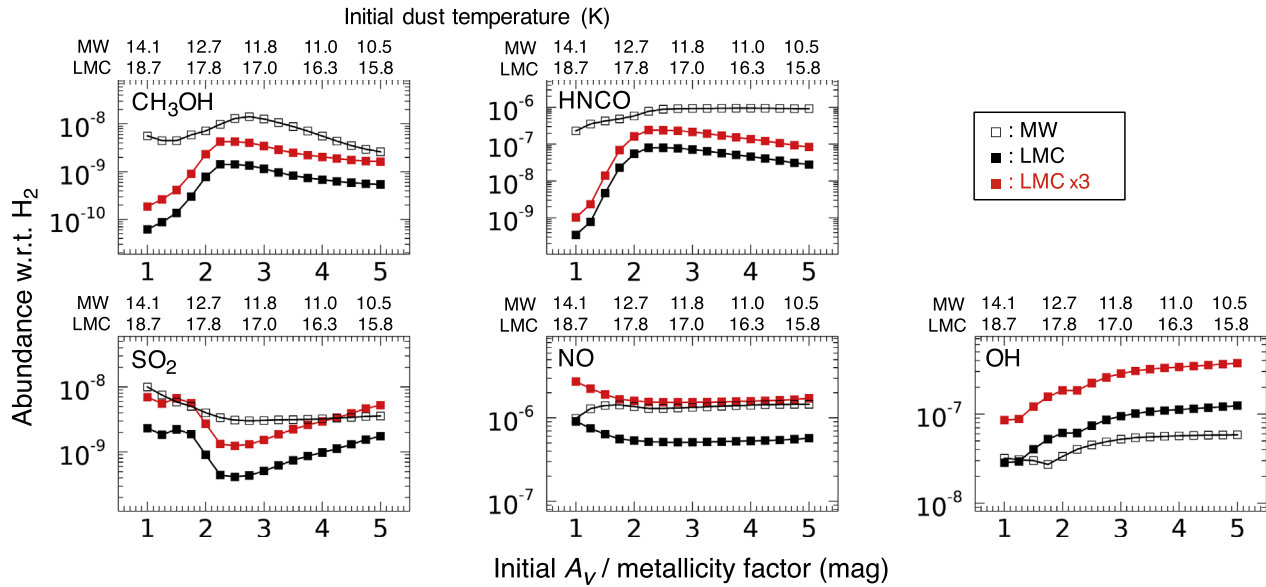 Initial dust temperature (K)
MW 14.1 12.7 11.8 11.0 10.5
LMC 18.7 17.8 17.0 16.3 15.8
CH₃OH
10⁻⁸
10⁻⁹
10⁻¹⁰
1 2 3 4 5
MW 14.1 12.7 11.8 11.0 10.5
LMC 18.7 17.8 17.0 16.3 15.8
HNCO
10⁻⁶
10⁻⁷
10⁻⁸
10⁻⁹
1 2 3 4 5
: MW
: LMC
: LMC x3
Abundance w.r.t. H₂
MW 14.1 12.7 11.8 11.0 10.5
LMC 18.7 17.8 17.0 16.3 15.8
SO₂
10⁻⁸
10⁻⁹
1 2 3 4 5
MW 14.1 12.7 11.8 11.0 10.5
LMC 18.7 17.8 17.0 16.3 15.8
NO
10⁻⁶
10⁻⁷
1 2 3 4 5
MW 14.1 12.7 11.8 11.0 10.5
LMC 18.7 17.8 17.0 16.3 15.8
OH
10⁻⁷
10⁻⁸
1 2 3 4 5
Initial Aᵥ / metallicity factor (mag)